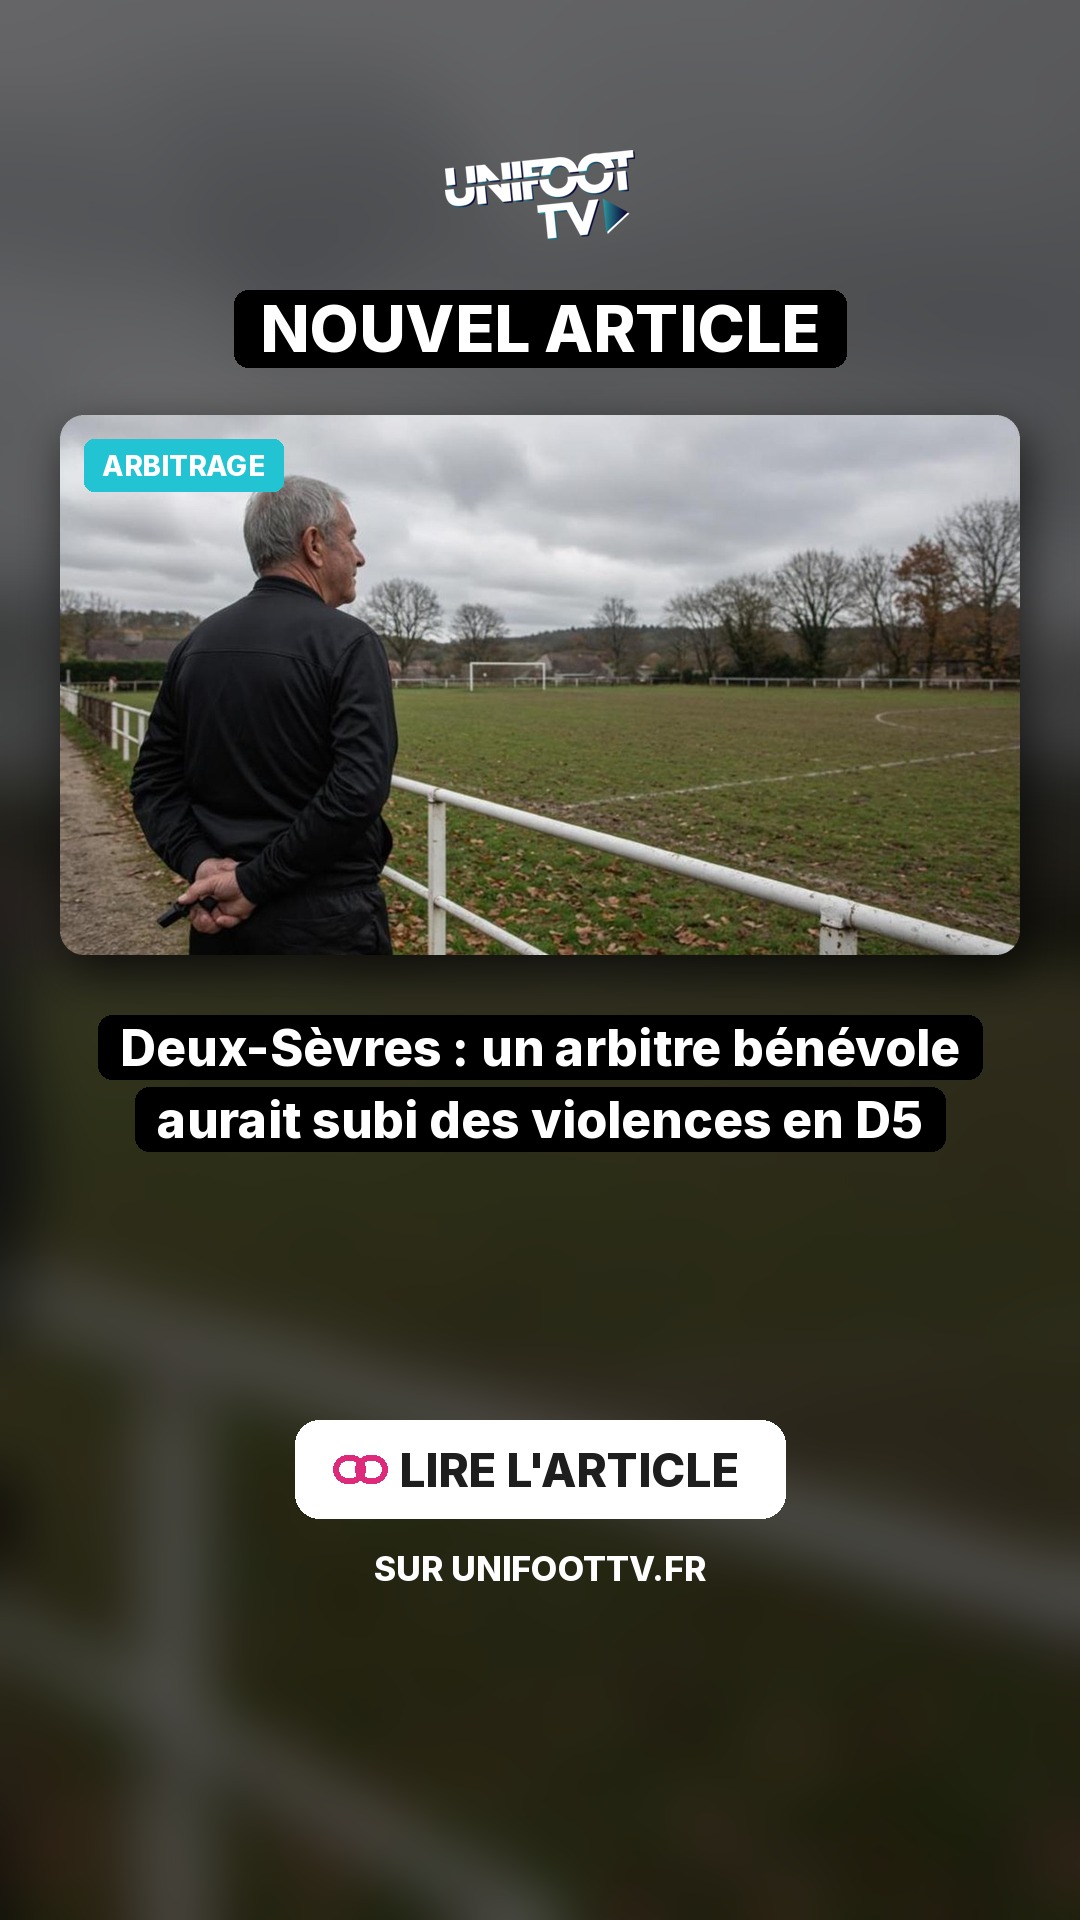 UNIFOOT
TV
NOUVEL ARTICLE
ARBITRAGE
Deux-Sèvres : un arbitre bénévole
aurait subi des violences en D5
LIRE L'ARTICLE
SUR UNIFOOTTV.FR